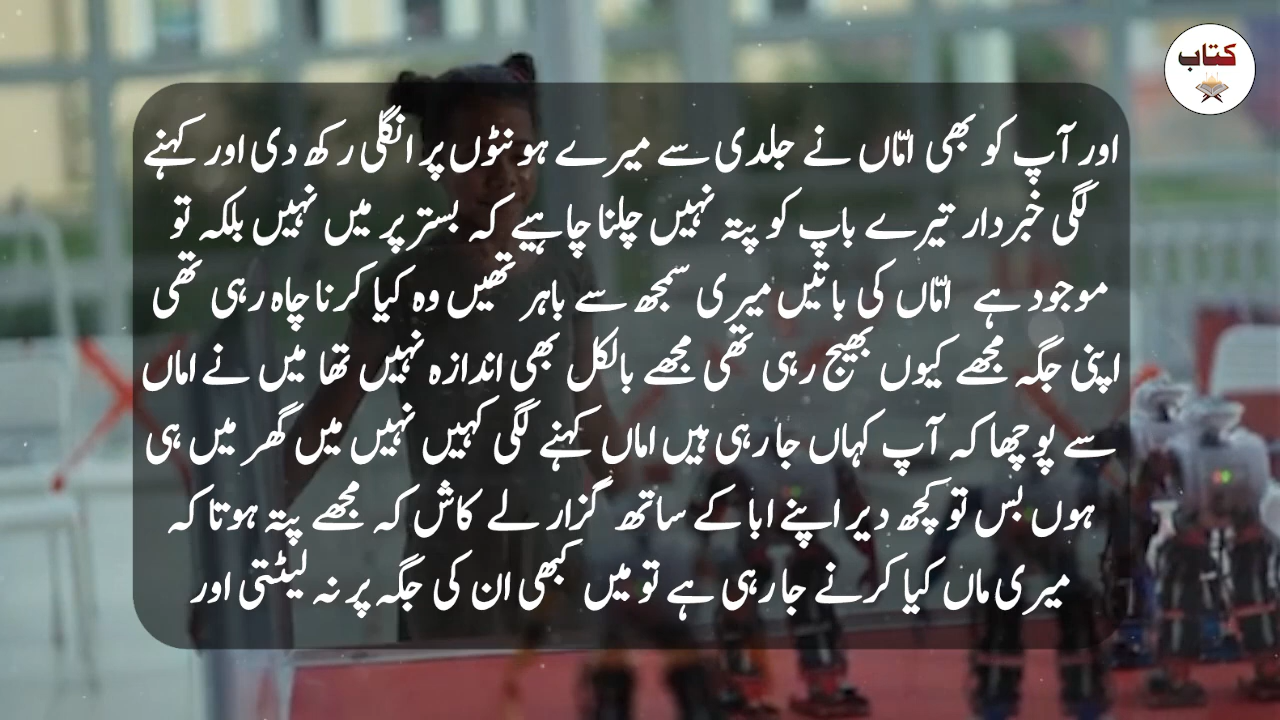 کتاب
اور آپ کو بھی امّاں نے جلدی سے میرے ہونٹوں پر انگلی رکھ دی اور کہنے
لگی خبردار تیرے باپ کو پتہ نہیں چلنا چاہیے کہ بستر پر میں نہیں بلکہ تو
موجود ہے امّاں کی باتیں میری سمجھ سے باہر تھیں وہ کیا کرنا چاہ رہی تھی
اپنی جگہ مجھے کیوں بھیج رہی تھی مجھے بالکل بھی اندازہ نہیں تھا میں نے اماں
سے پوچھا کہ آپ کہاں جا رہی ہیں اماں کہنے لگی کہیں نہیں میں گھر میں ہی
ہوں بس تو کچھ دیر اپنے ابا کے ساتھ گزار لے کاش کہ مجھے پتہ ہوتا کہ
میری ماں کیا کرنے جا رہی ہے تو میں کبھی ان کی جگہ پر نہ لیٹتی اور